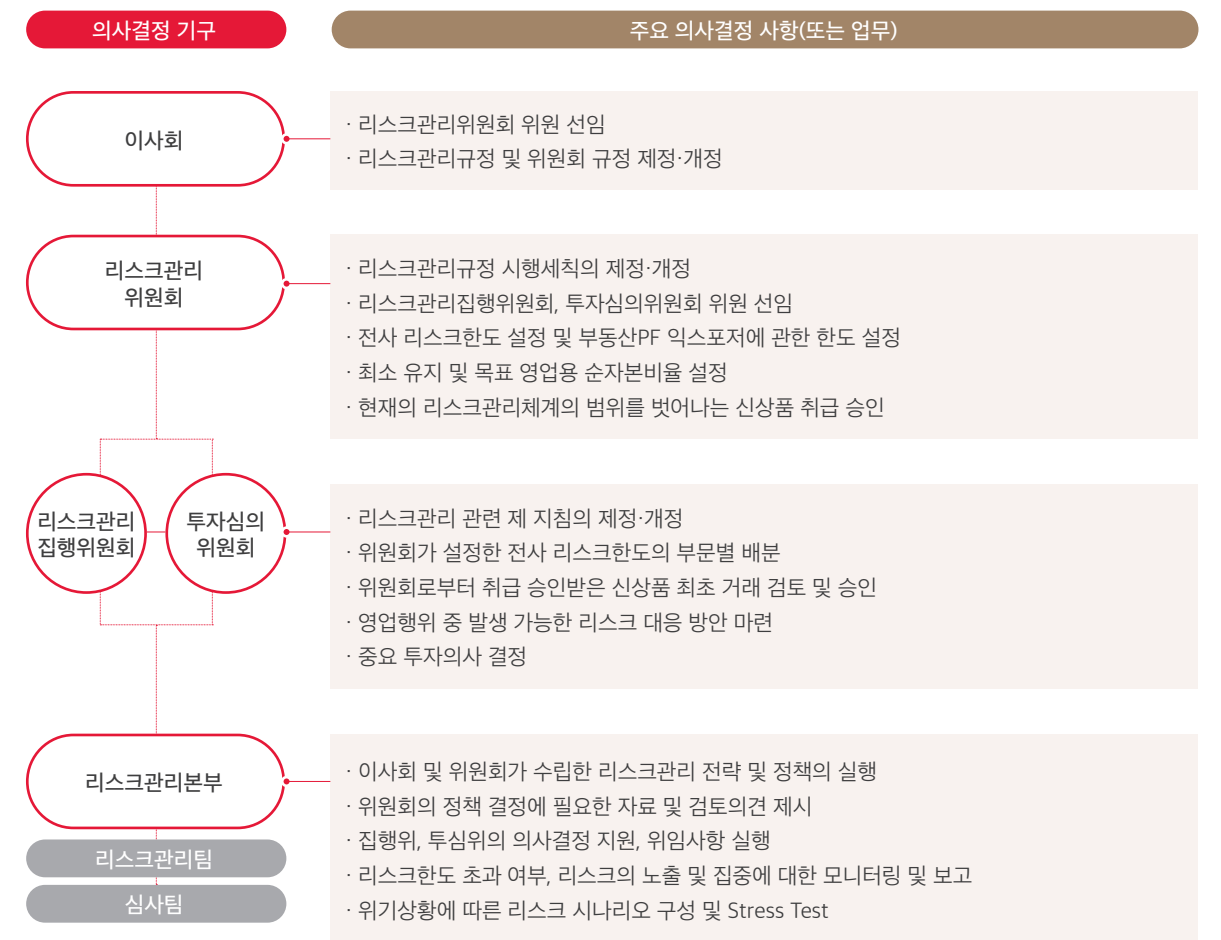 의사결정 기구
주요 의사결정 사항(또는 업무)
이사회
· 리스크관리위원회 위원 선임
· 리스크관리규정 및 위원회 규정 제정·개정
리스크관리
위원회
· 리스크관리규정 시행세칙의 제정·개정
· 리스크관리집행위원회, 투자심의위원회 위원 선임
· 전사 리스크한도 설정 및 부동산PF 익스포저에 관한 한도 설정
· 최소 유지 및 목표 영업용 순자본비율 설정
· 현재의 리스크관리체계의 범위를 벗어나는 신상품 취급 승인
리스크관리
집행위원회
투자심의
위원회
· 리스크관리 관련 제 지침의 제정·개정
· 위원회가 설정한 전사 리스크한도의 부문별 배분
· 위원회로부터 취급 승인받은 신상품 최초 거래 검토 및 승인
· 영업행위 중 발생 가능한 리스크 대응 방안 마련
· 중요 투자의사 결정
리스크관리본부
리스크관리팀
심사팀
· 이사회 및 위원회가 수립한 리스크관리 전략 및 정책의 실행
· 위원회의 정책 결정에 필요한 자료 및 검토의견 제시
· 집행위, 투심위의 의사결정 지원, 위임사항 실행
· 리스크한도 초과 여부, 리스크의 노출 및 집중에 대한 모니터링 및 보고
· 위기상황에 따른 리스크 시나리오 구성 및 Stress Test